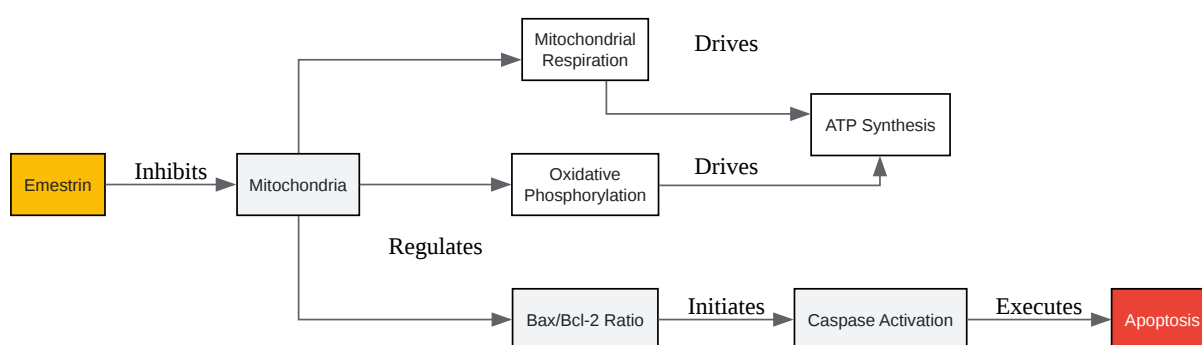 Mitochondrial
Respiration
Drives
ATP Synthesis
Emestrin
Inhibits
Mitochondria
Oxidative
Phosphorylation
Drives
Regulates
Bax/Bcl-2 Ratio
Initiates
Caspase Activation
Executes
Apoptosis